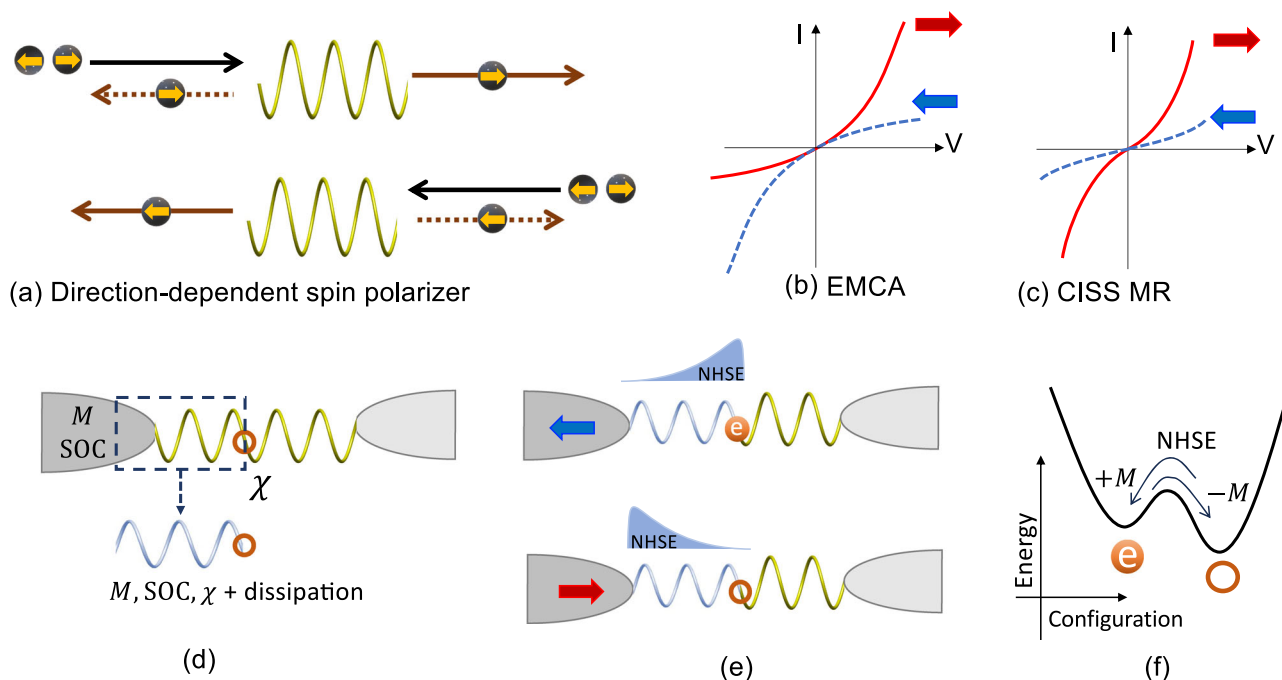 I
V
I
V
(a) Direction-dependent spin polarizer
(b) EMCA
(c) CISS MR
M
SOC
χ
M, SOC, χ + dissipation
(d)
NHSE
e
NHSE
(e)
Energy
Configuration
NHSE
+M
−M
e
(f)